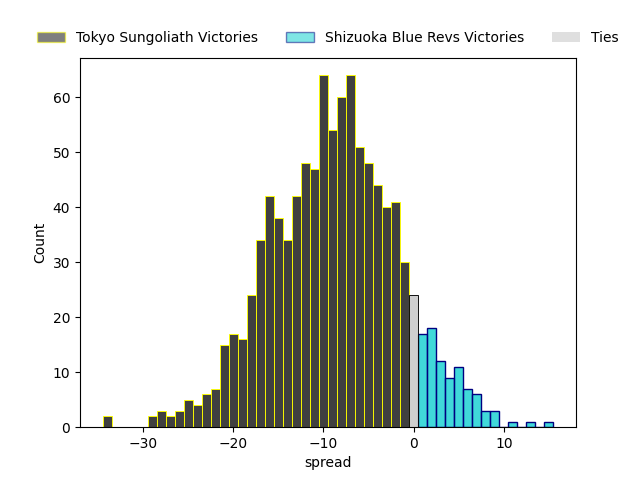 Tokyo Sungoliath Victories Shizuoka Blue Revs Victories Ties
60
50
40
30
20
10
0
Count
−30 −20 −10 0 10
spread